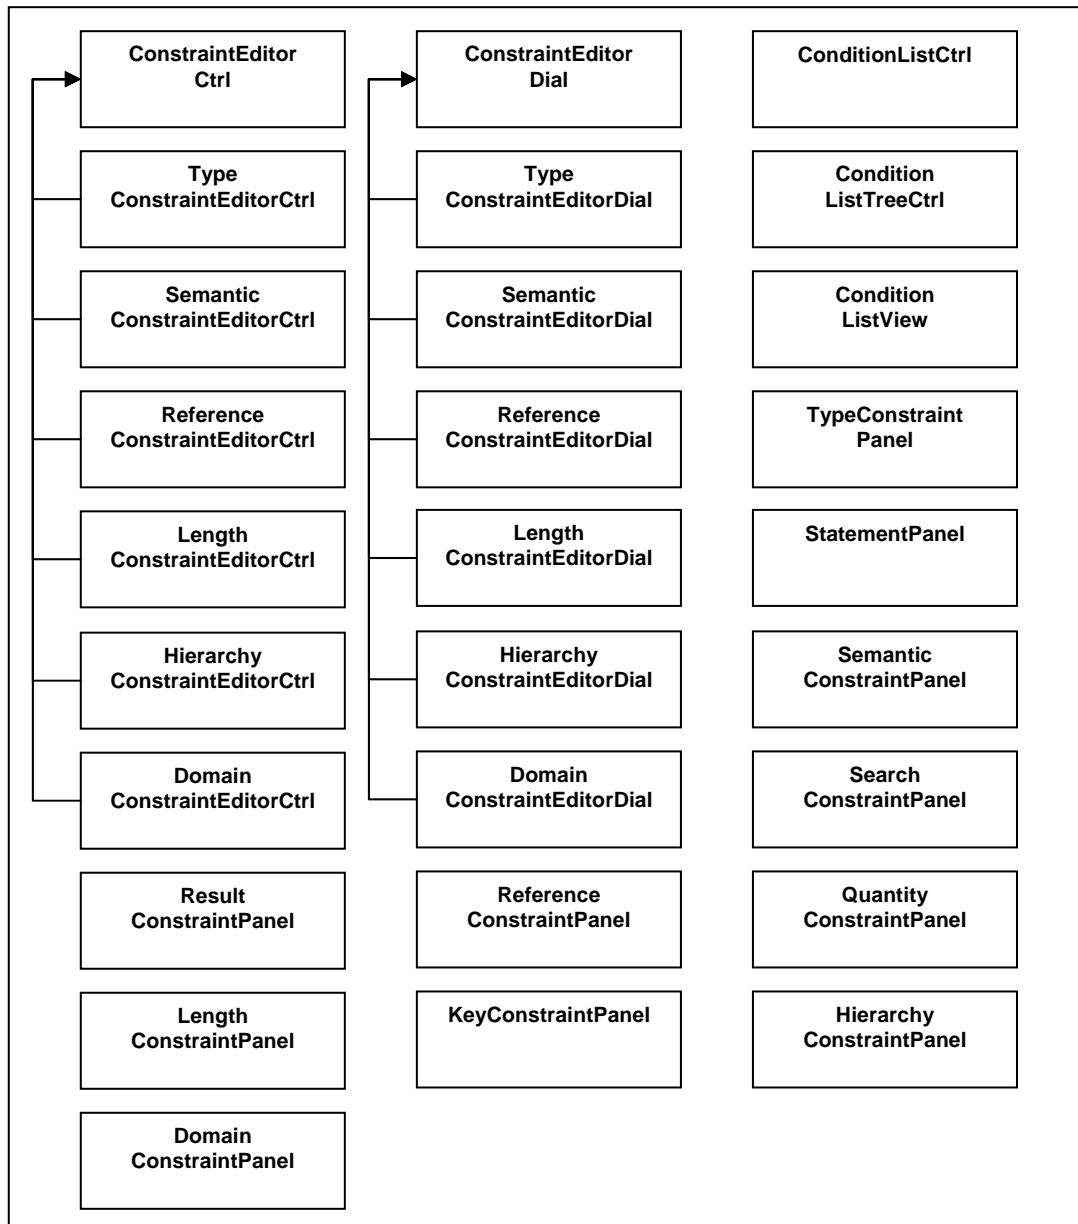 ConstraintEditor
Ctrl
ConstraintEditor
Dial
ConditionListCtrl
Type
ConstraintEditorCtrl
Type
ConstraintEditorDial
Condition
ListTreeCtrl
Semantic
ConstraintEditorCtrl
Semantic
ConstraintEditorDial
Condition
ListView
Reference
ConstraintEditorCtrl
Reference
ConstraintEditorDial
TypeConstraint
Panel
Length
ConstraintEditorCtrl
Length
ConstraintEditorDial
StatementPanel
Hierarchy
ConstraintEditorCtrl
Hierarchy
ConstraintEditorDial
Semantic
ConstraintPanel
Domain
ConstraintEditorCtrl
Domain
ConstraintEditorDial
Search
ConstraintPanel
Result
ConstraintPanel
Reference
ConstraintPanel
Quantity
ConstraintPanel
Length
ConstraintPanel
KeyConstraintPanel
Hierarchy
ConstraintPanel
Domain
ConstraintPanel